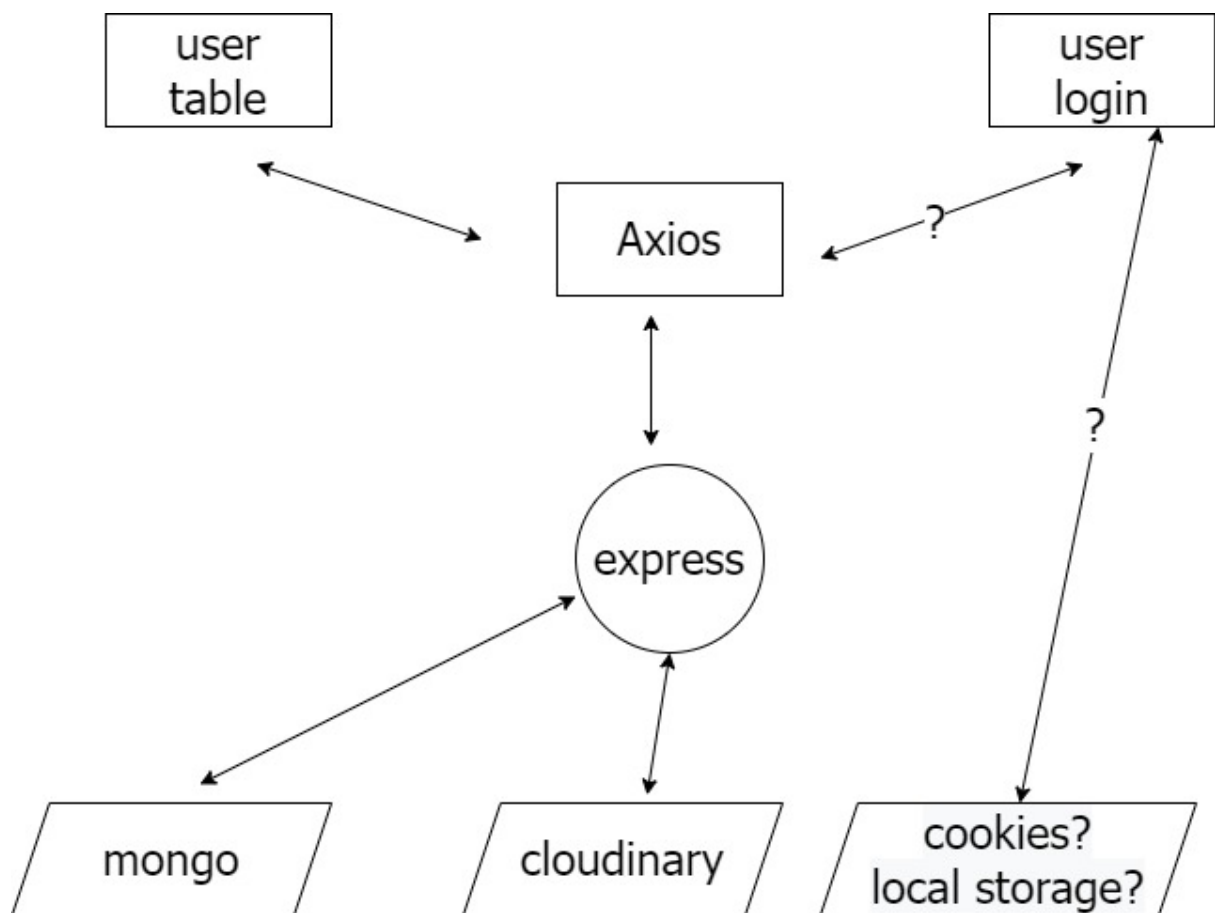 user
table
user
login
Axios
?
?
express
mongo
cloudinary
cookies?
local storage?